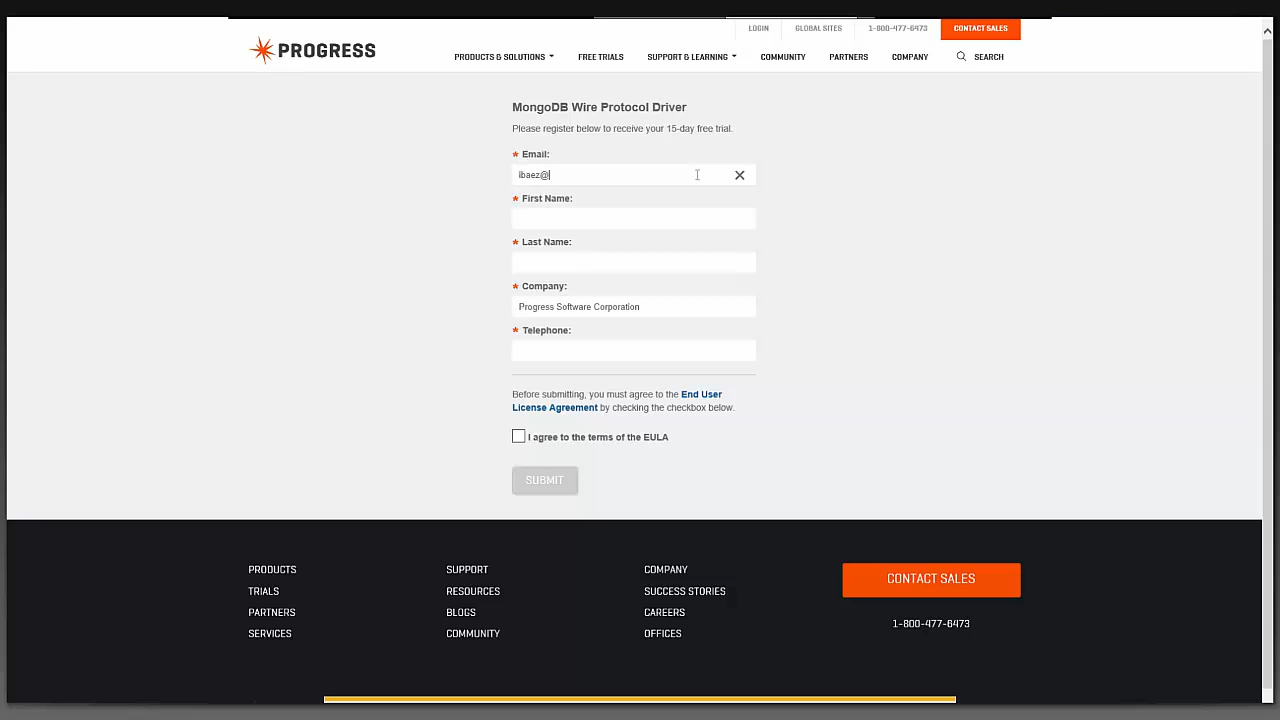 LOGIN
GLOBAL SITES
1-800-477-6473
CONTACT SALES
PROGRESS
PRODUCTS & SOLUTIONS
FREE TRIALS
SUPPORT & LEARNING
COMMUNITY
PARTNERS
COMPANY
SEARCH
MongoDB Wire Protocol Driver
Please register below to receive your 15-day free trial.
* Email:
ibaez@
* First Name:
* Last Name:
* Company:
Progress Software Corporation
* Telephone:
Before submitting, you must agree to the End User
License Agreement by checking the checkbox below.
I agree to the terms of the EULA
SUBMIT
PRODUCTS
TRIALS
PARTNERS
SERVICES
SUPPORT
RESOURCES
BLOGS
COMMUNITY
COMPANY
SUCCESS STORIES
CAREERS
OFFICES
CONTACT SALES
1-800-477-6473